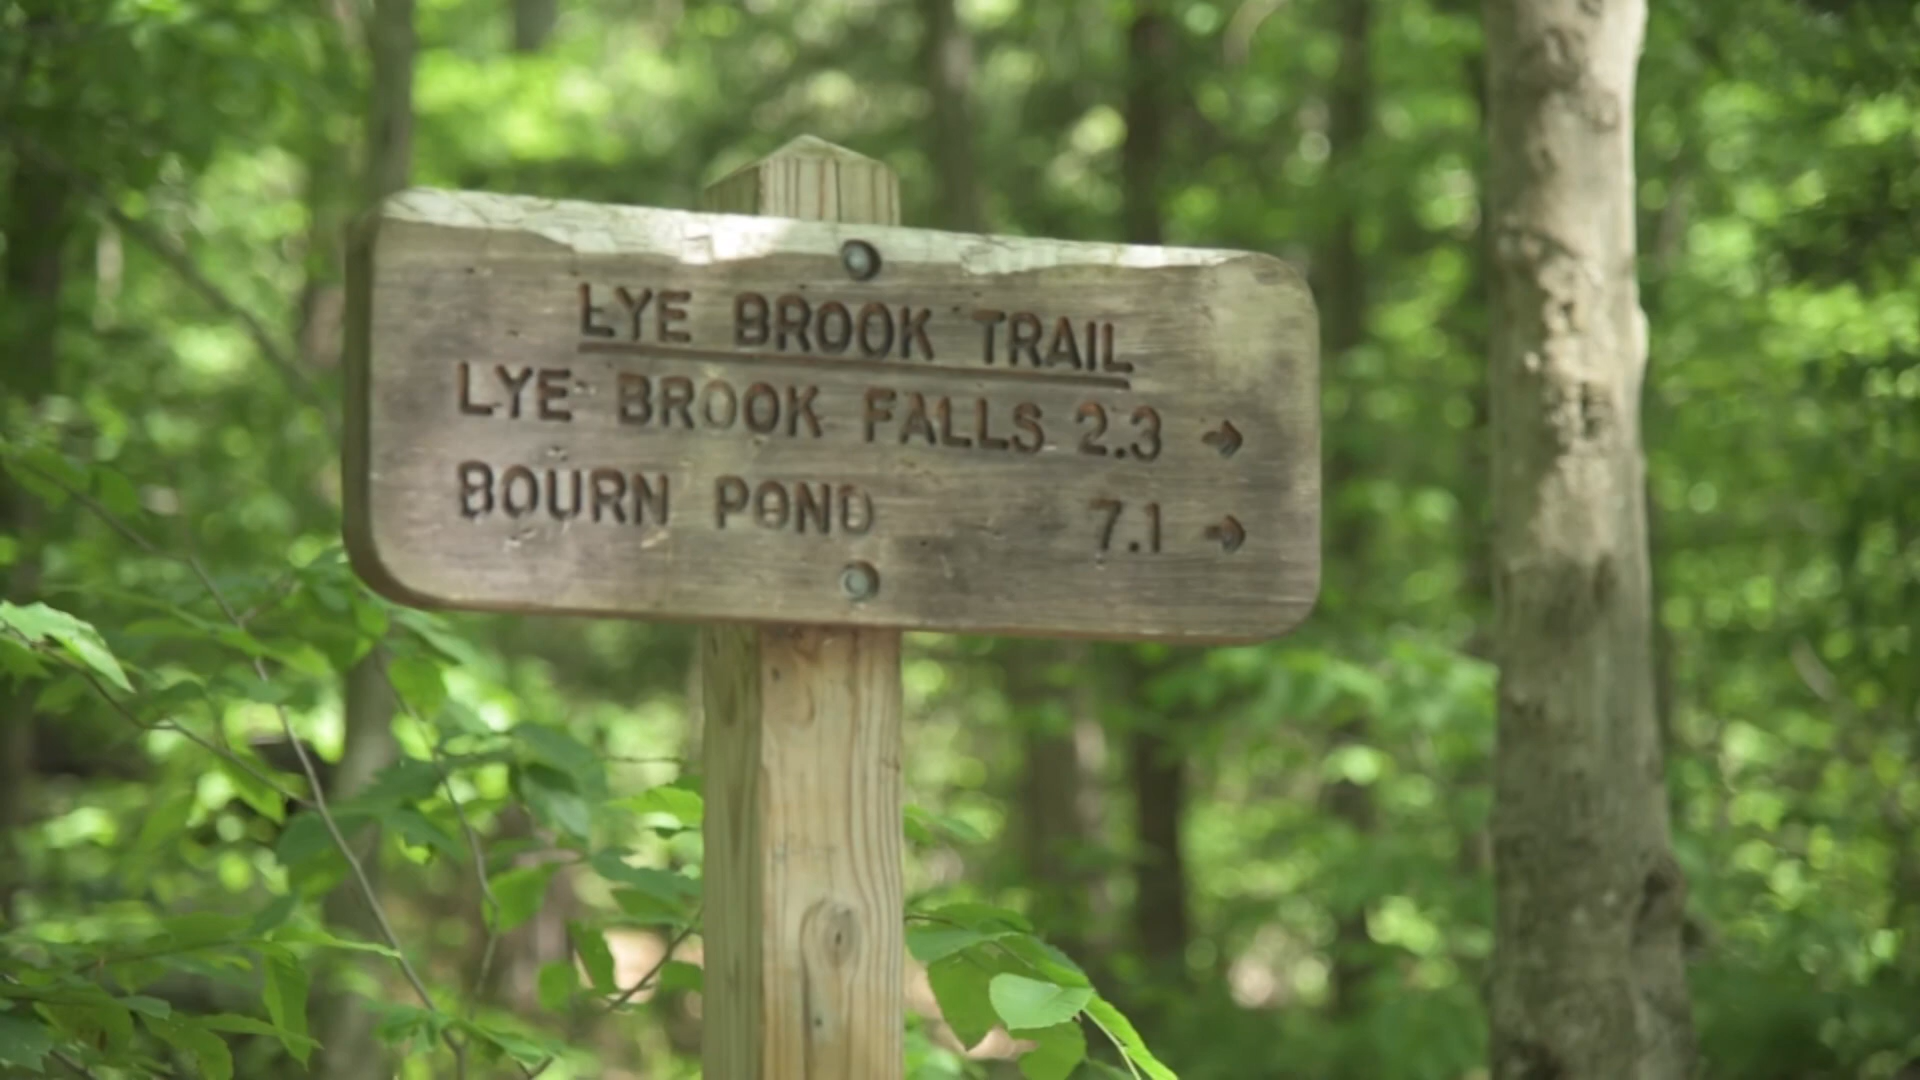 LYE BROOK TRAIL
LYE BROOK FALLS 2.3 →
BOURN POND 7.1 →